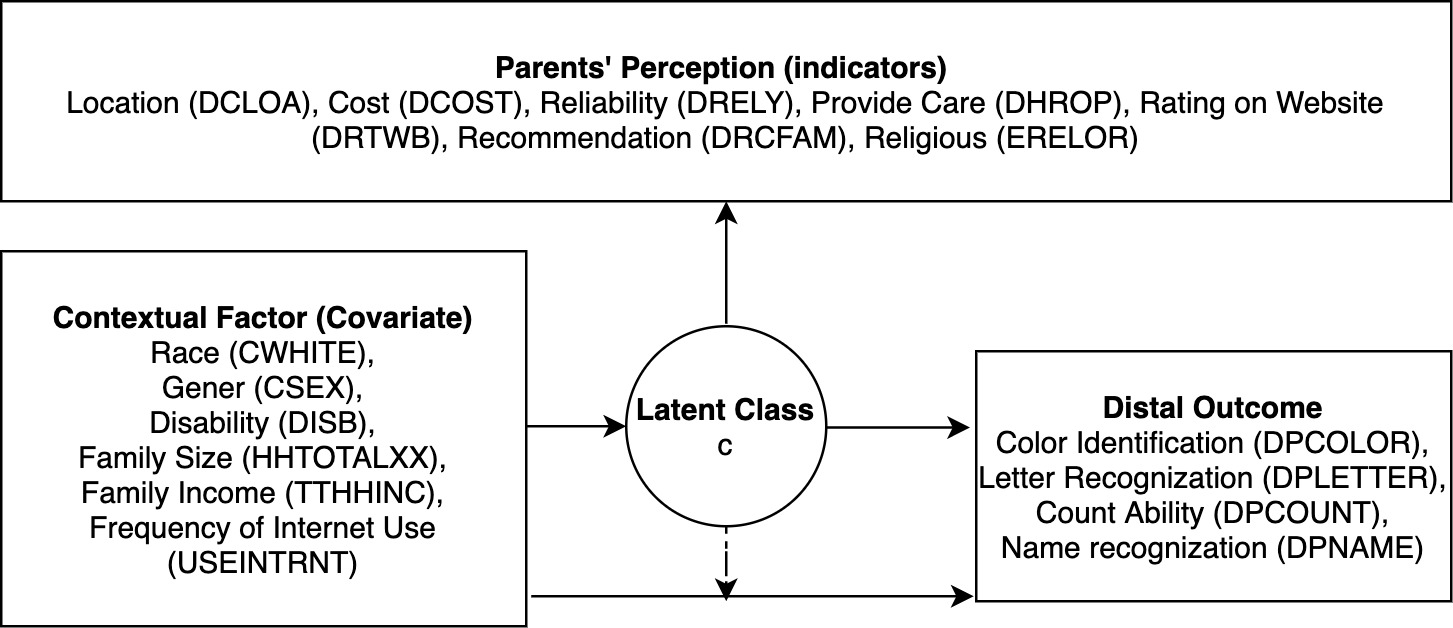 Parents' Perception (indicators)
Location (DCLOA), Cost (DCOST), Reliability (DRELY), Provide Care (DHROP), Rating on Website
(DRTWB), Recommendation (DRCFAM), Religious (ERELOR)
Contextual Factor (Covariate)
Race (CWHITE),
Gener (CSEX),
Disability (DISB),
Family Size (HHTOTALXX),
Family Income (TTHHINC),
Frequency of Internet Use
(USEINTRNT)
Latent Class
c
Distal Outcome
Color Identification (DPCOLOR),
Letter Recognization (DPLETTER),
Count Ability (DPCOUNT),
Name recognization (DPNAME)